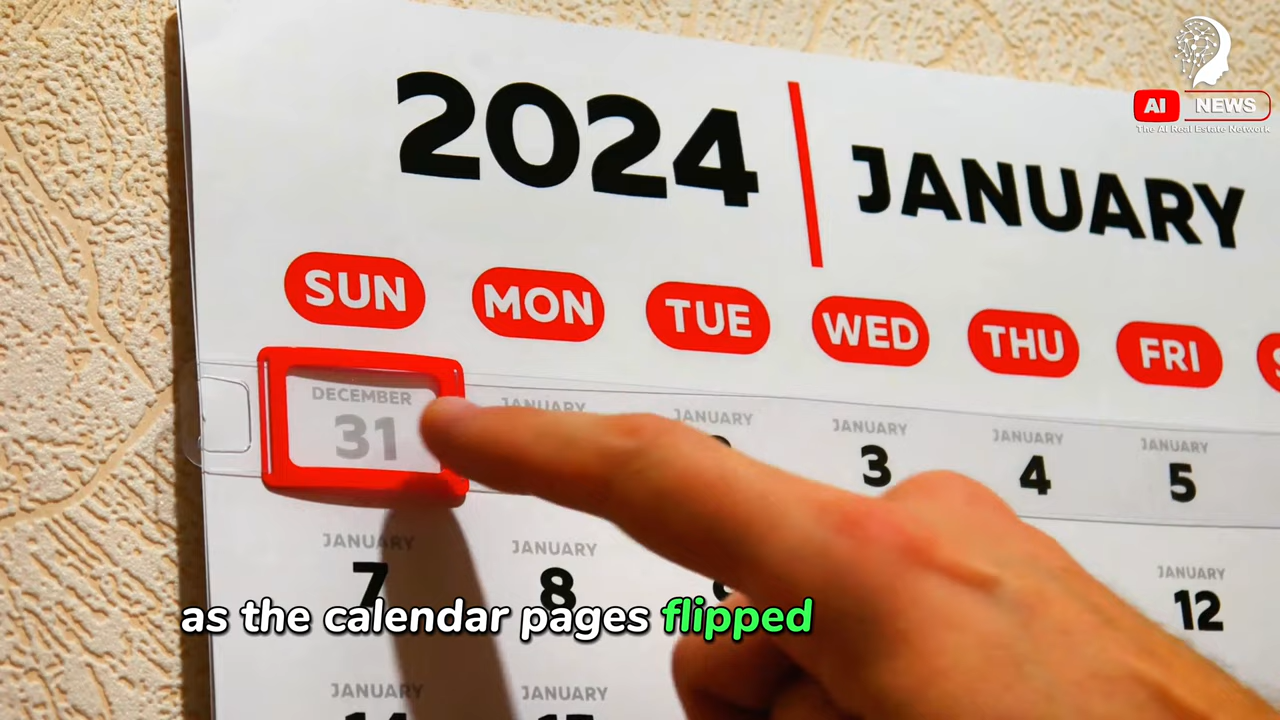 AI NEWS
The AI Real Estate Network
2024 JANUARY
SUN MON TUE WED THU FRI
DECEMBER JANUARY JANUARY JANUARY JANUARY JANUARY
31 3 4 5
JANUARY JANUARY JANUARY
7 8 12
as the calendar pages flipped
JANUARY JANUARY